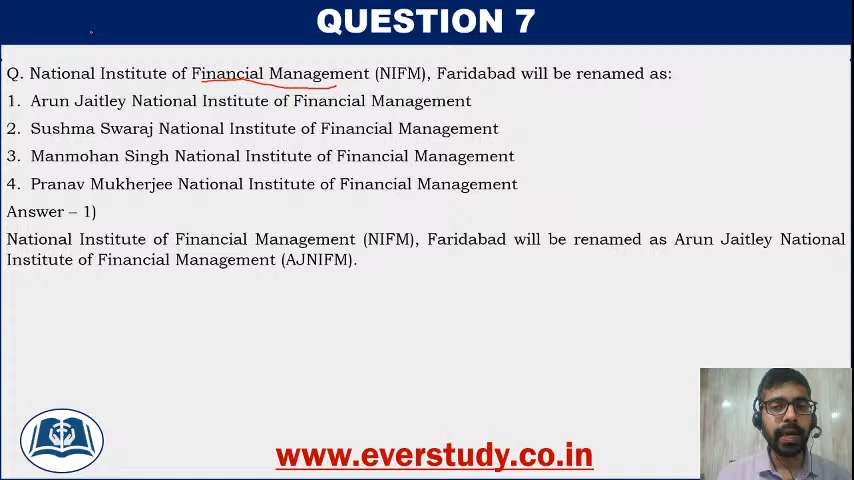 QUESTION 7
Q. National Institute of Financial Management (NIFM), Faridabad will be renamed as:
1. Arun Jaitley National Institute of Financial Management
2. Sushma Swaraj National Institute of Financial Management
3. Manmohan Singh National Institute of Financial Management
4. Pranav Mukherjee National Institute of Financial Management
Answer – 1)
National Institute of Financial Management (NIFM), Faridabad will be renamed as Arun Jaitley National
Institute of Financial Management (AJNIFM).
www.everstudy.co.in